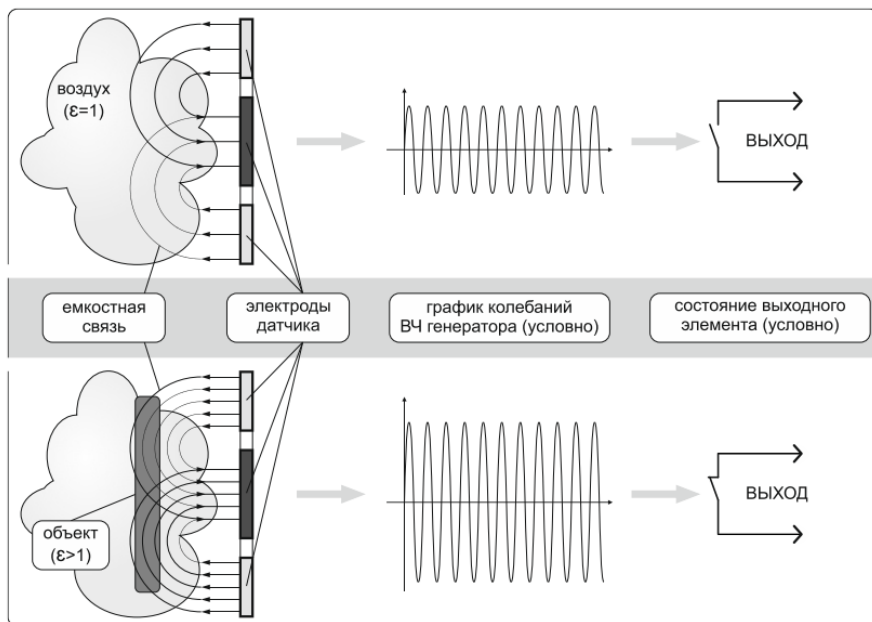 воздух
(ε=1)
ВЫХОД
емкостная
связь
электроды
датчика
график колебаний
ВЧ генератора (условно)
состояние выходного
элемента (условно)
объект
(ε>1)
ВЫХОД